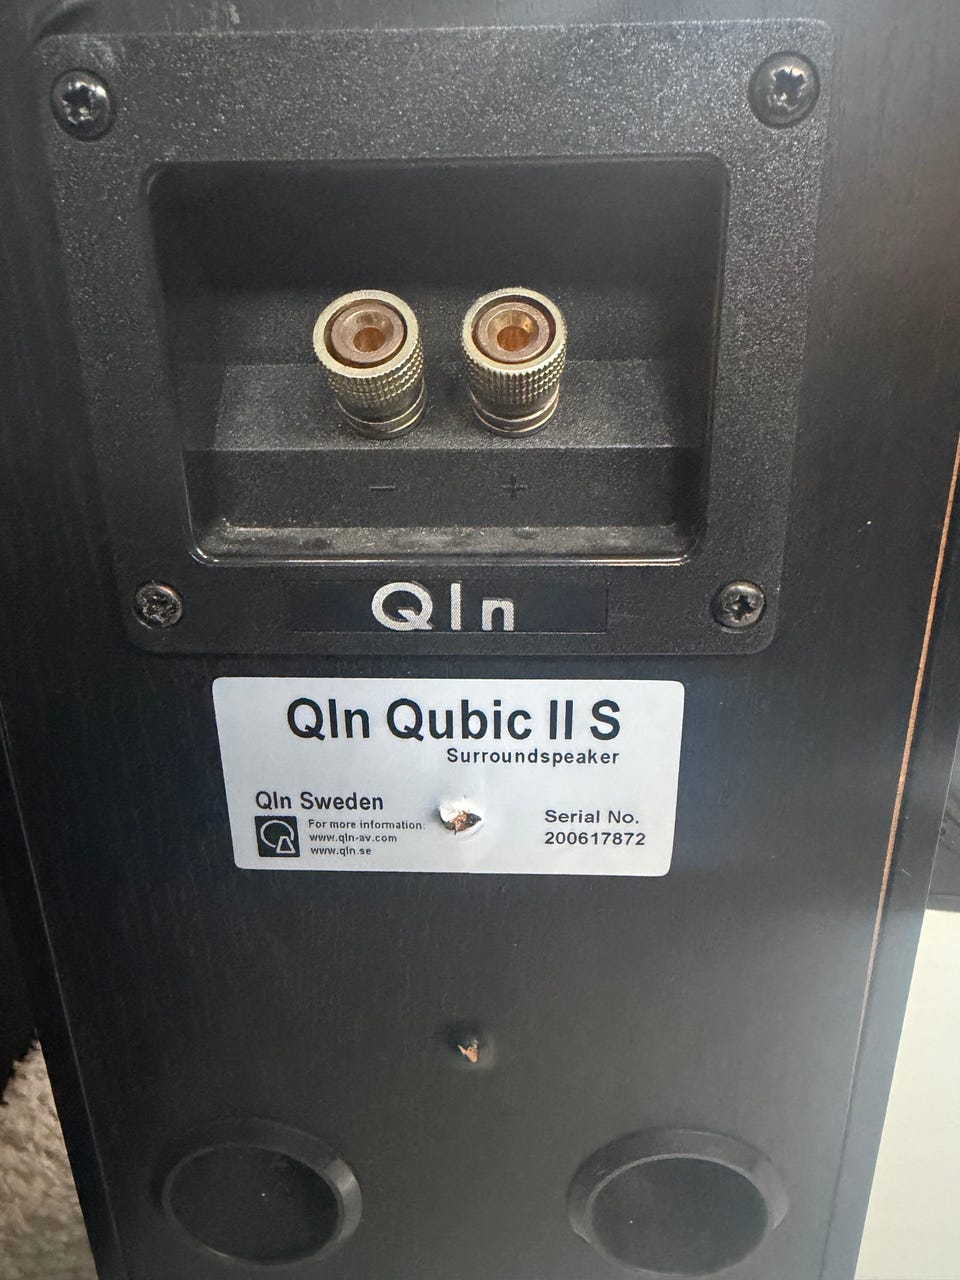 − +
Qln
Qln Qubic II S
Surroundspeaker
Qln Sweden
For more information:
www.qln-av.com
www.qln.se
Serial No.
200617872